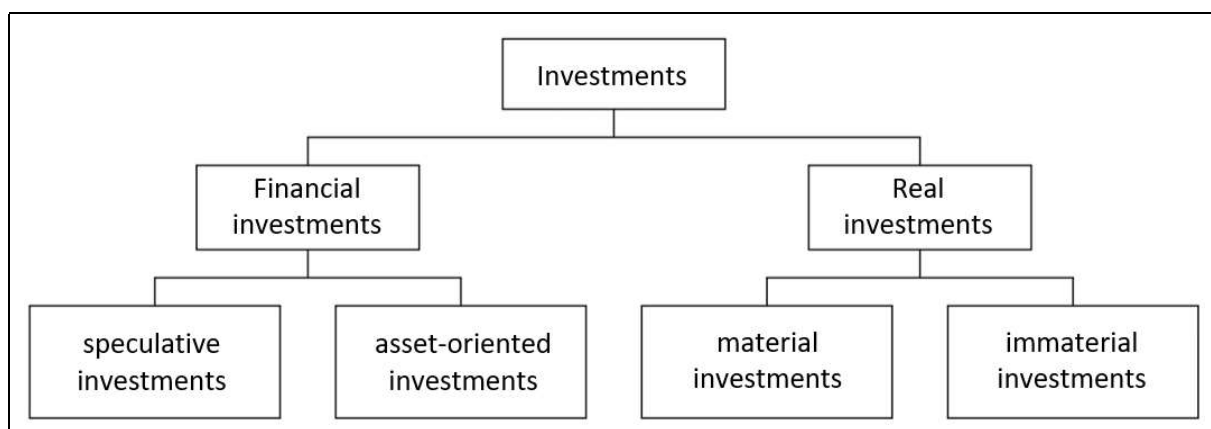 Investments
Financial
investments
Real
investments
speculative
investments
asset-oriented
investments
material
investments
immaterial
investments